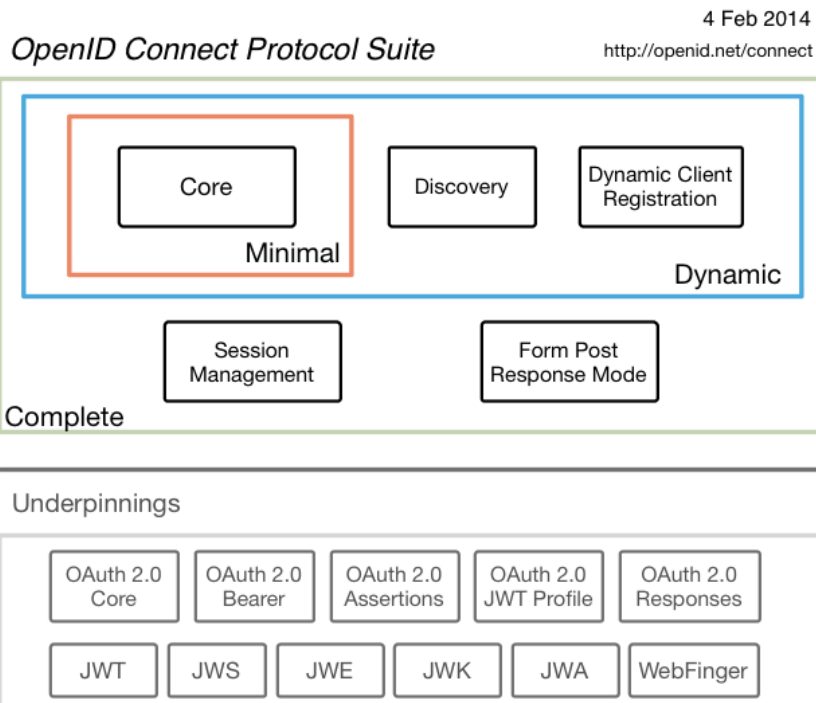 4 Feb 2014
OpenID Connect Protocol Suite
http://openid.net/connect
Core
Discovery
Dynamic Client
Registration
Minimal
Dynamic
Session
Management
Form Post
Response Mode
Complete
Underpinnings
OAuth 2.0
Core
OAuth 2.0
Bearer
OAuth 2.0
Assertions
OAuth 2.0
JWT Profile
OAuth 2.0
Responses
JWT
JWS
JWE
JWK
JWA
WebFinger